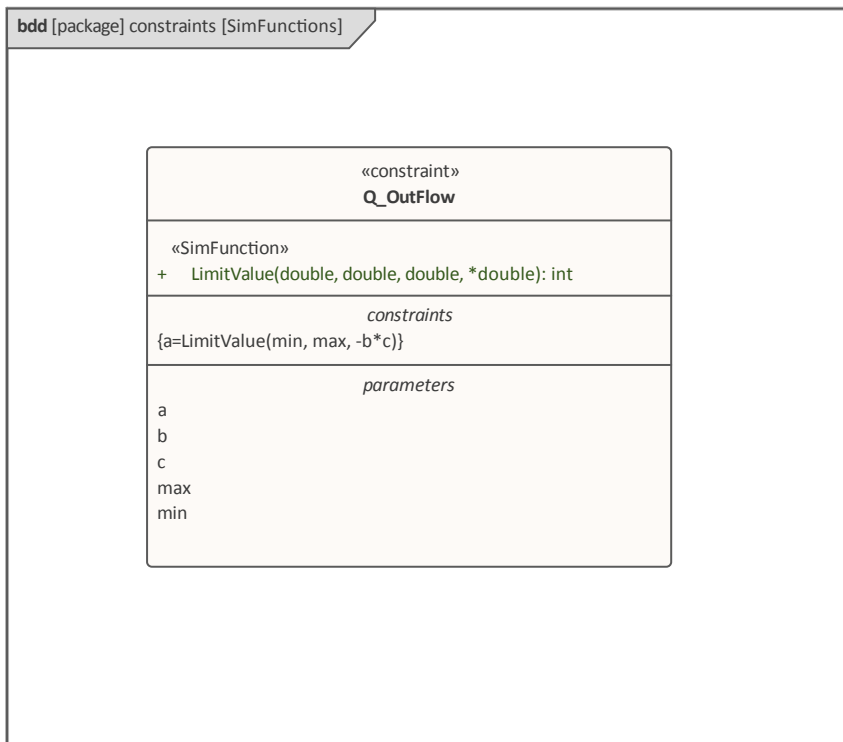 bdd [package] constraints [SimFunctions]
«constraint»
Q_OutFlow
«SimFunction»
+ LimitValue(double, double, double, *double): int
constraints
{a=LimitValue(min, max, -b*c)}
parameters
a
b
c
max
min